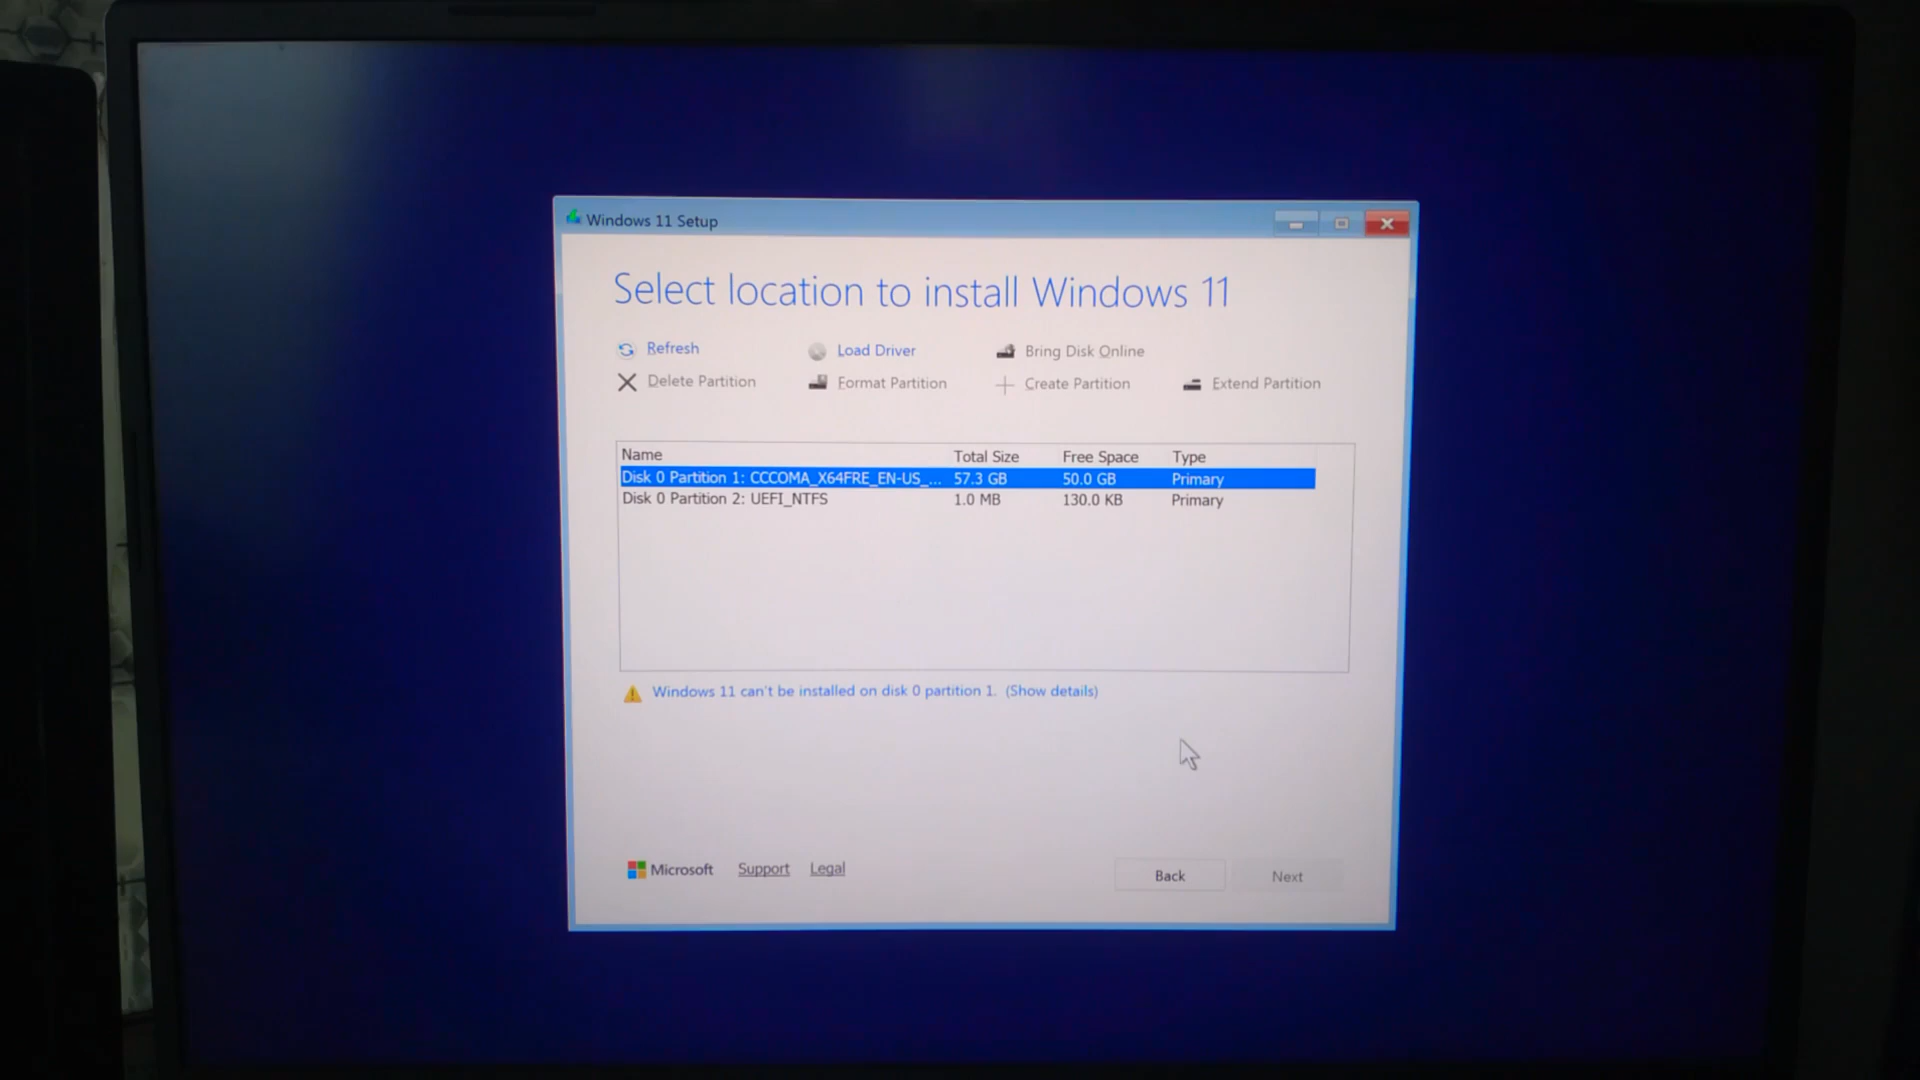 Windows 11 Setup
Select location to install Windows 11
Refresh
Load Driver
Bring Disk Online
Delete Partition
Format Partition
Create Partition
Extend Partition
Name Total Size Free Space Type
Disk 0 Partition 1: CCCOMA_X64FRE_EN-US_... 57.3 GB 50.0 GB Primary
Disk 0 Partition 2: UEFI_NTFS 1.0 MB 130.0 KB Primary
Windows 11 can't be installed on disk 0 partition 1. (Show details)
Microsoft Support Legal
Back Next